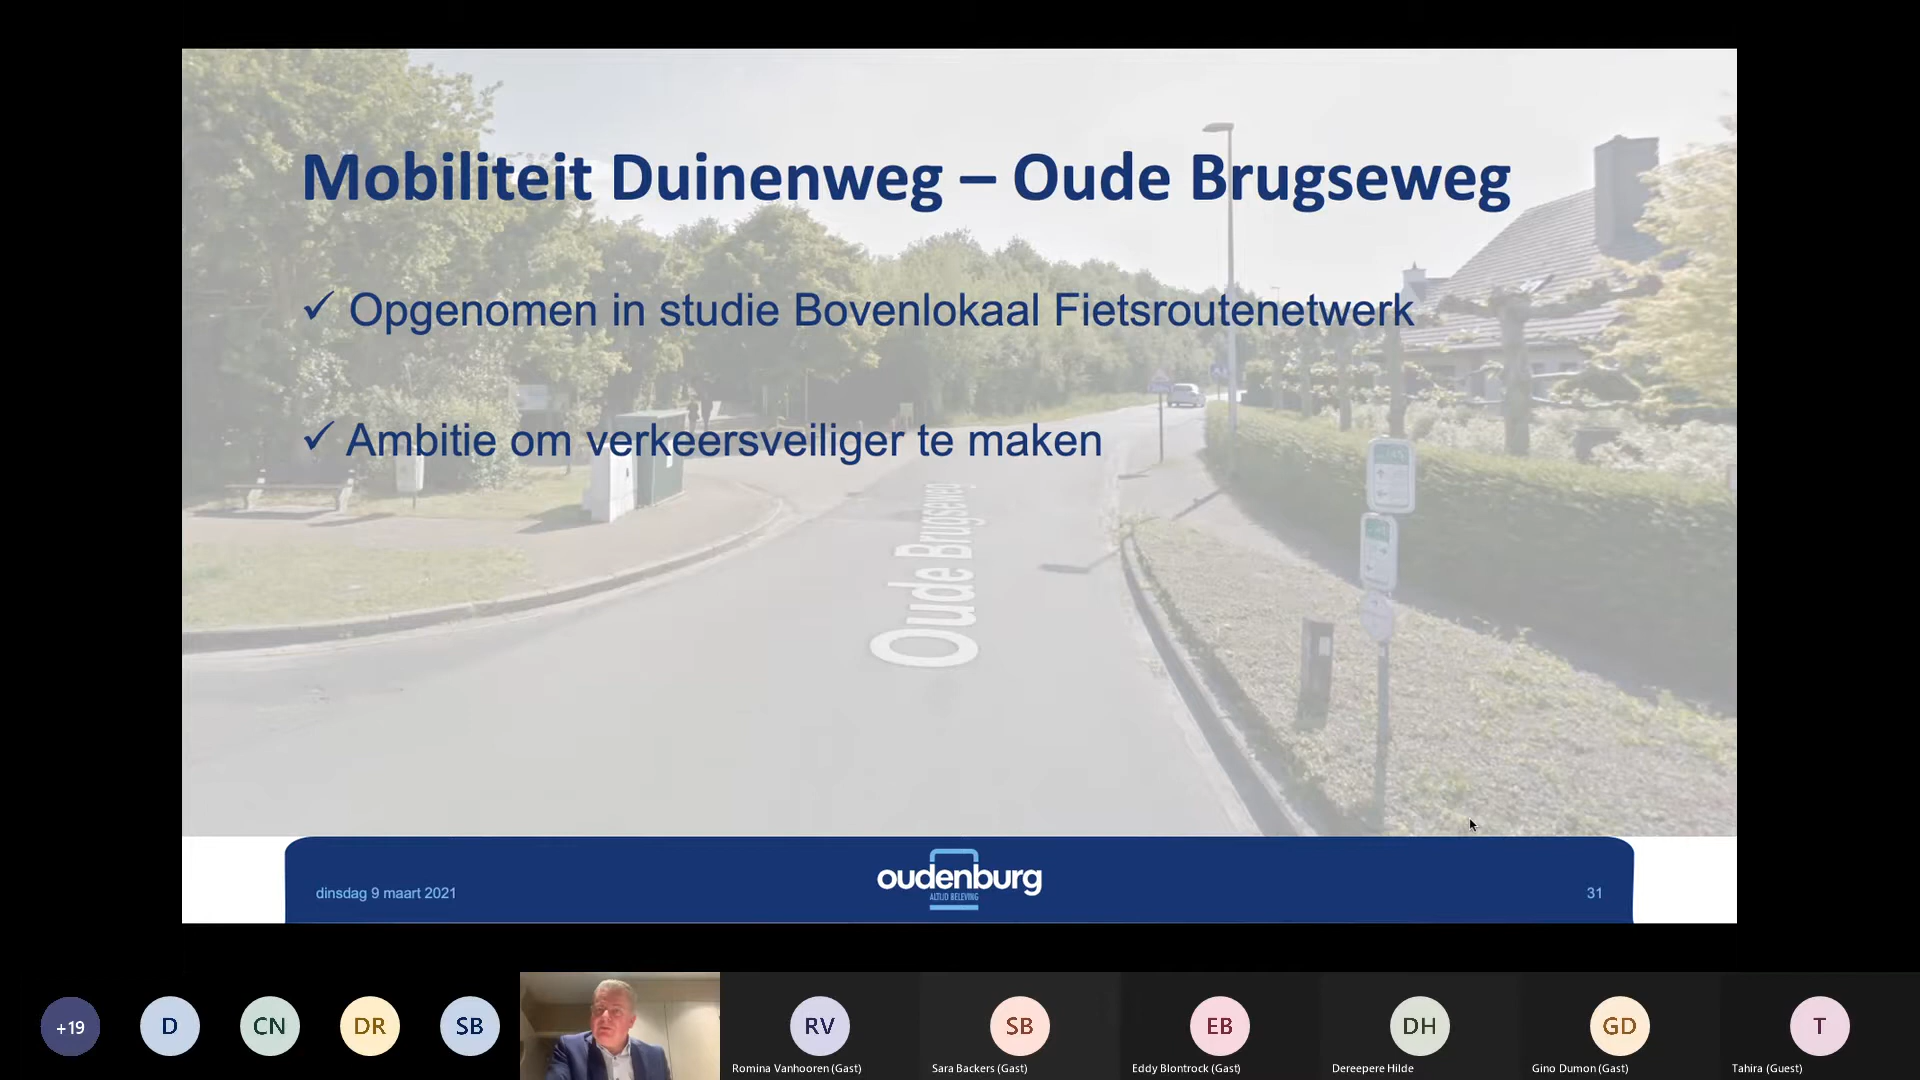 Mobiliteit Duinenweg – Oude Brugseweg
✓ Opgenomen in studie Bovenlokaal Fietsroutenetwerk
✓ Ambitie om verkeersveiliger te maken
Oude Brugseweg
dinsdag 9 maart 2021
oudenburg
ALTIJD BELEVING
31
+19
D
CN
DR
SB
RV
SB
EB
DH
GD
T
Romina Vanhooren (Gast)
Sara Backers (Gast)
Eddy Blontrock (Gast)
Dereepere Hilde
Gino Dumon (Gast)
Tahira (Guest)